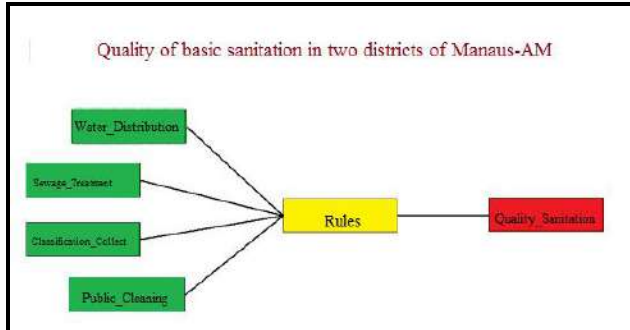 Quality of basic sanitation in two districts of Manaus-AM
Water_Distribution
Sewage_Treatment
Classification_Collect
Public_Cleaning
Rules
Quality_Sanitation